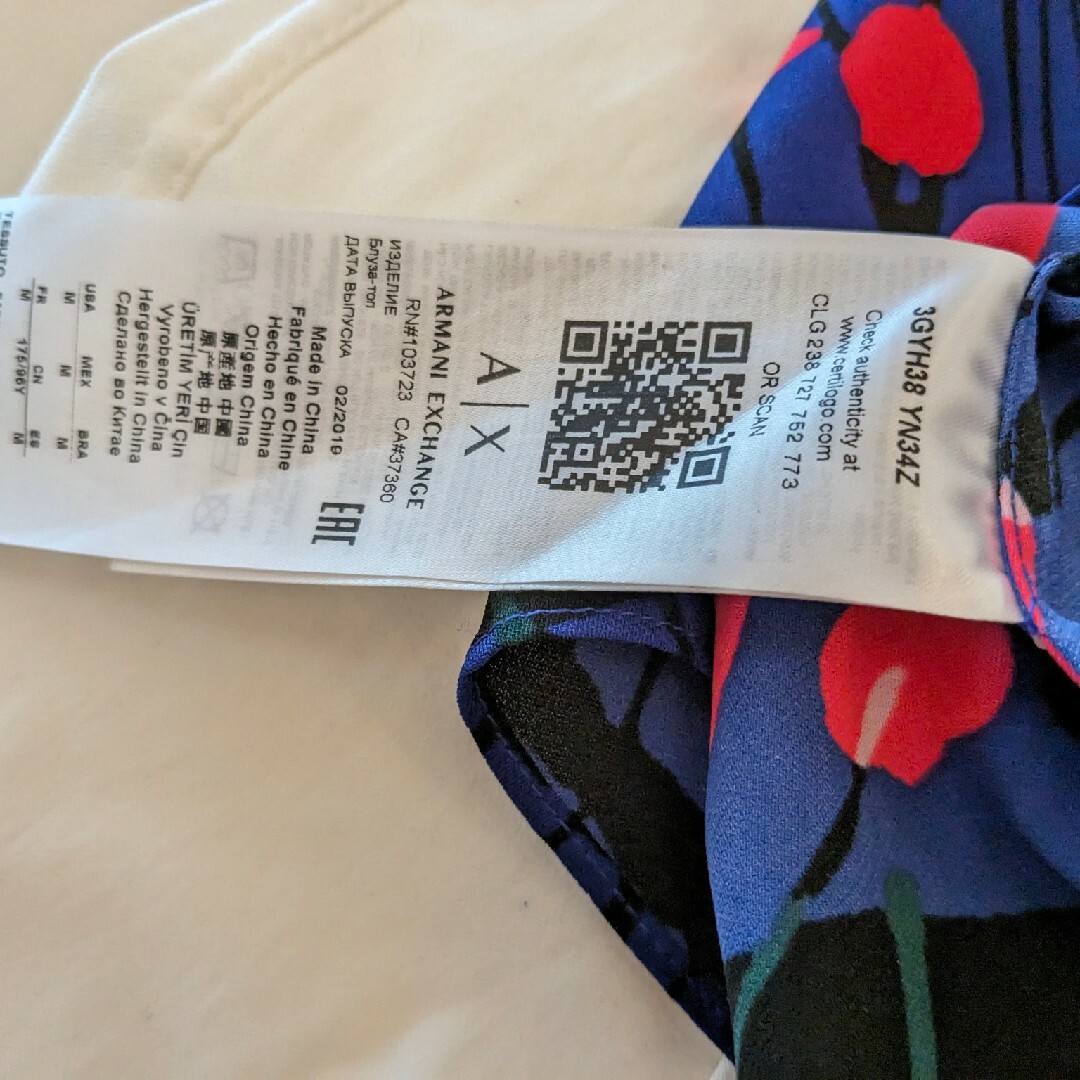 3GYH38 YN34Z
Check authenticity at
www.certilogo.com
CLG 238 727 752 773
OR SCAN
A|X
ARMANI EXCHANGE
RN#103723 CA#37360
ИЗДЕЛИЕ
Блуза-топ
ДАТА ВЫПУСКА 02/2019
EAC
Made in China
Fabriqué en Chine
Hecho en China
Origem China
原産地 中國
原产地 中国
ÜRETİM YERİ Çin
Vyrobeno v Čína
Hergestellt in China
Сделано во Китае
USA MEX BRA
M M M
FR CN ES
M 175/96Y M
TESSUTO